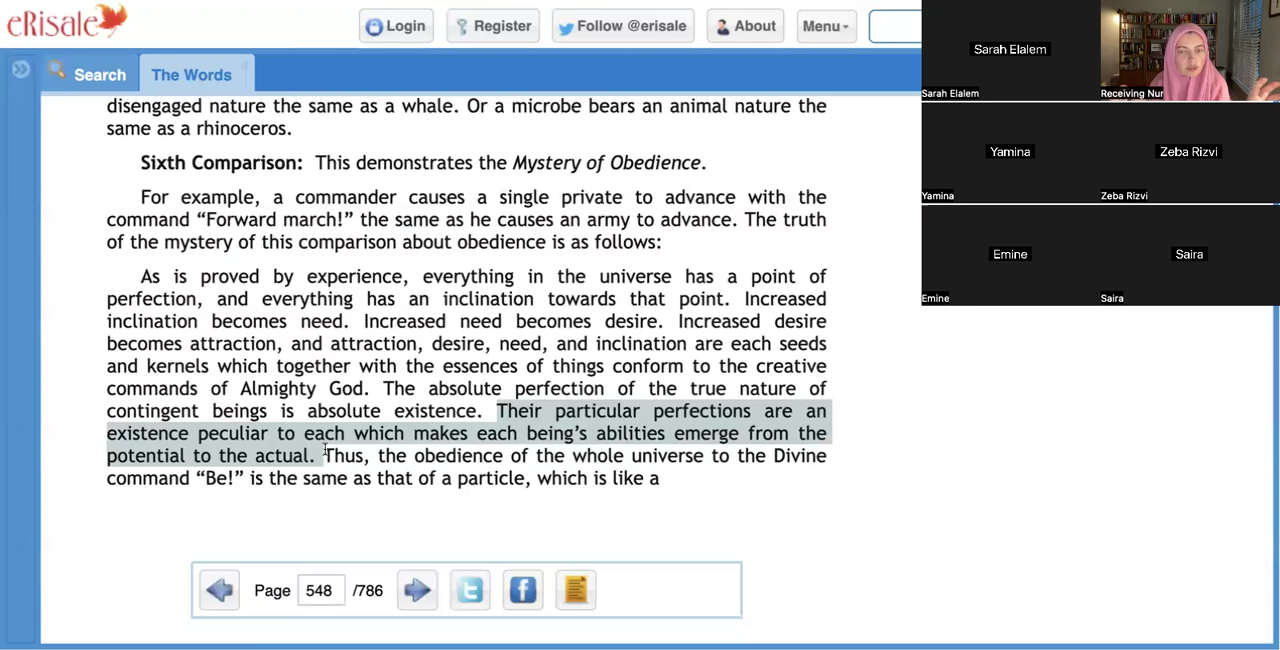 eRisale
Login
Register
Follow @erisale
About
Menu
Search
The Words
disengaged nature the same as a whole. Or a microbe bears an animal nature the
same as a rhinoceros.
Sixth Comparison: This demonstrates the Mystery of Obedience.
For example, a commander causes a single private to advance with the
command “Forward march!” the same as he causes an army to advance. The truth
of the mystery of this comparison about obedience is as follows:
As is proved by experience, everything in the universe has a point of
perfection, and everything has an inclination towards that point. Increased
inclination becomes need. Increased need becomes desire. Increased desire
becomes attraction, and attraction, desire, need, and inclination are each seeds
and kernels which together with the essences of things conform to the creative
commands of Almighty God. The absolute perfection of the true nature of
contingent beings is absolute existence. Their particular perfections are an
existence peculiar to each which makes each being’s abilities emerge from the
potential to the actual. Thus, the obedience of the whole universe to the Divine
command “Be!” is the same as that of a particle, which is like a
Page 548 /786
Sarah Elalem
Sarah Elalem
Receiving Nur
Yamina
Yamina
Zeba Rizvi
Zeba Rizvi
Emine
Emine
Saira
Saira